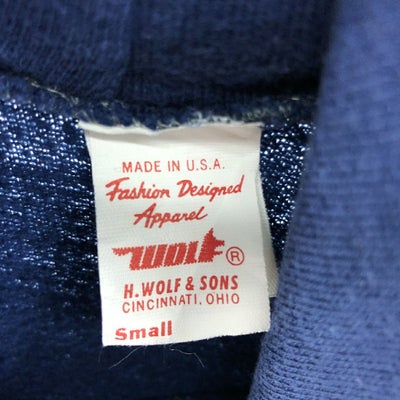 MADE IN U.S.A.
Fashion Designed
Apparel
WOLF ®
H. WOLF & SONS
CINCINNATI, OHIO
Small